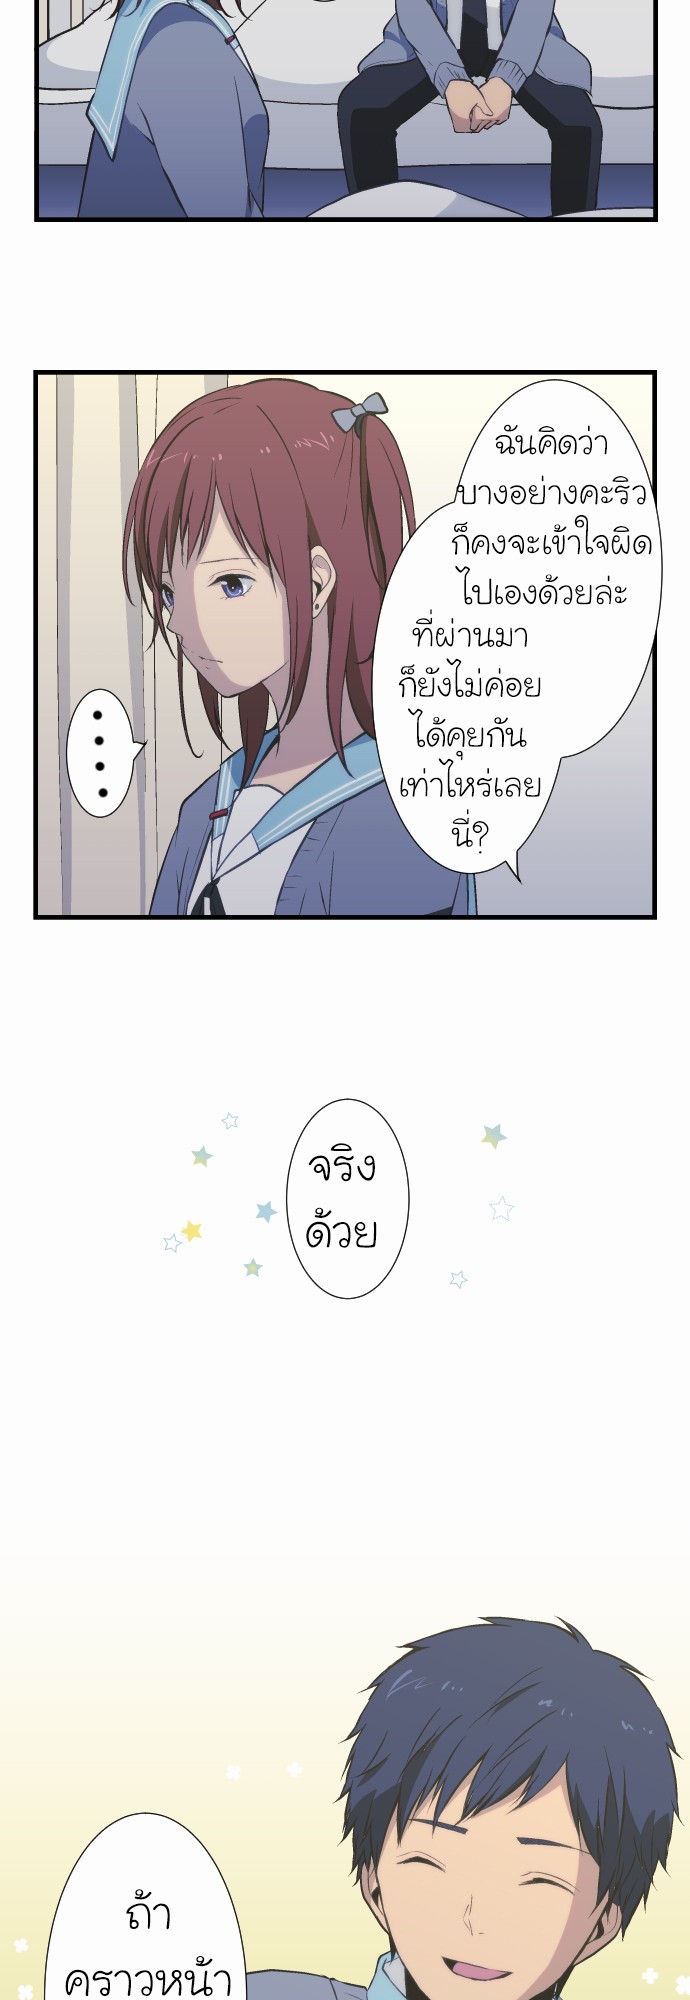 ฉันคิดว่า
บางอย่างคะริว
ก็คงจะเข้าใจผิด
ไปเองด้วยล่ะ
ที่ผ่านมา
ก็ยังไม่ค่อย
ได้คุยกัน
เท่าไหร่เลย
นี่?
....
จริง
ด้วย
ถ้า
คราวหน้า